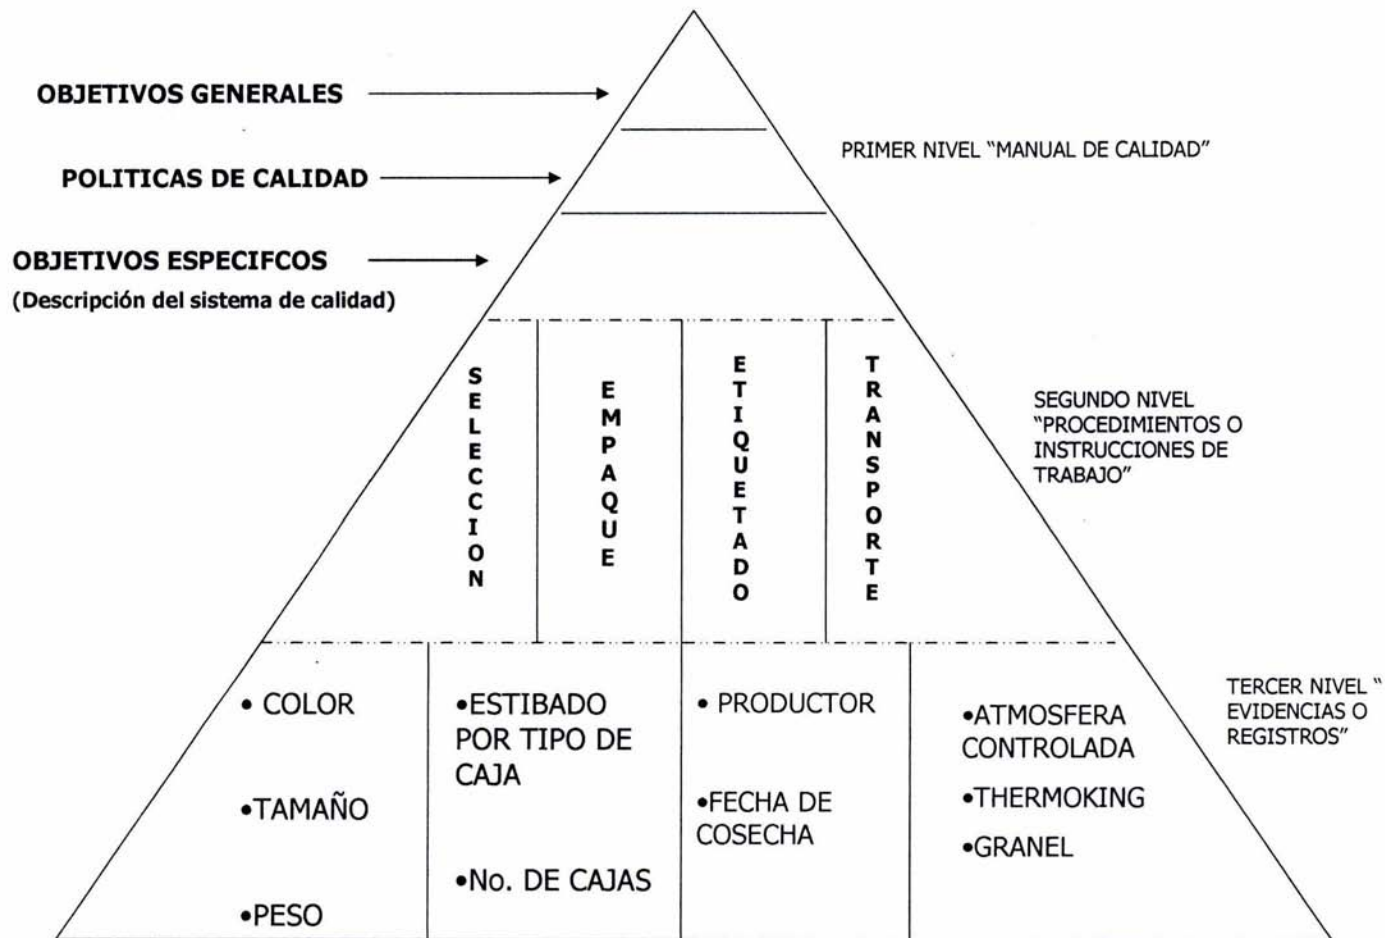 OBJETIVOS GENERALES
PRIMER NIVEL "MANUAL DE CALIDAD"
POLITICAS DE CALIDAD
OBJETIVOS ESPECIFCOS
(Descripción del sistema de calidad)
SELECCION
EMPAQUE
ETIQUETADO
TRANSPORTE
SEGUNDO NIVEL
"PROCEDIMIENTOS O
INSTRUCCIONES DE
TRABAJO"
• COLOR
•TAMAÑO
•PESO
•ESTIBADO
POR TIPO DE
CAJA
•No. DE CAJAS
• PRODUCTOR
•FECHA DE
COSECHA
•ATMOSFERA
CONTROLADA
•THERMOKING
•GRANEL
TERCER NIVEL "
EVIDENCIAS O
REGISTROS"